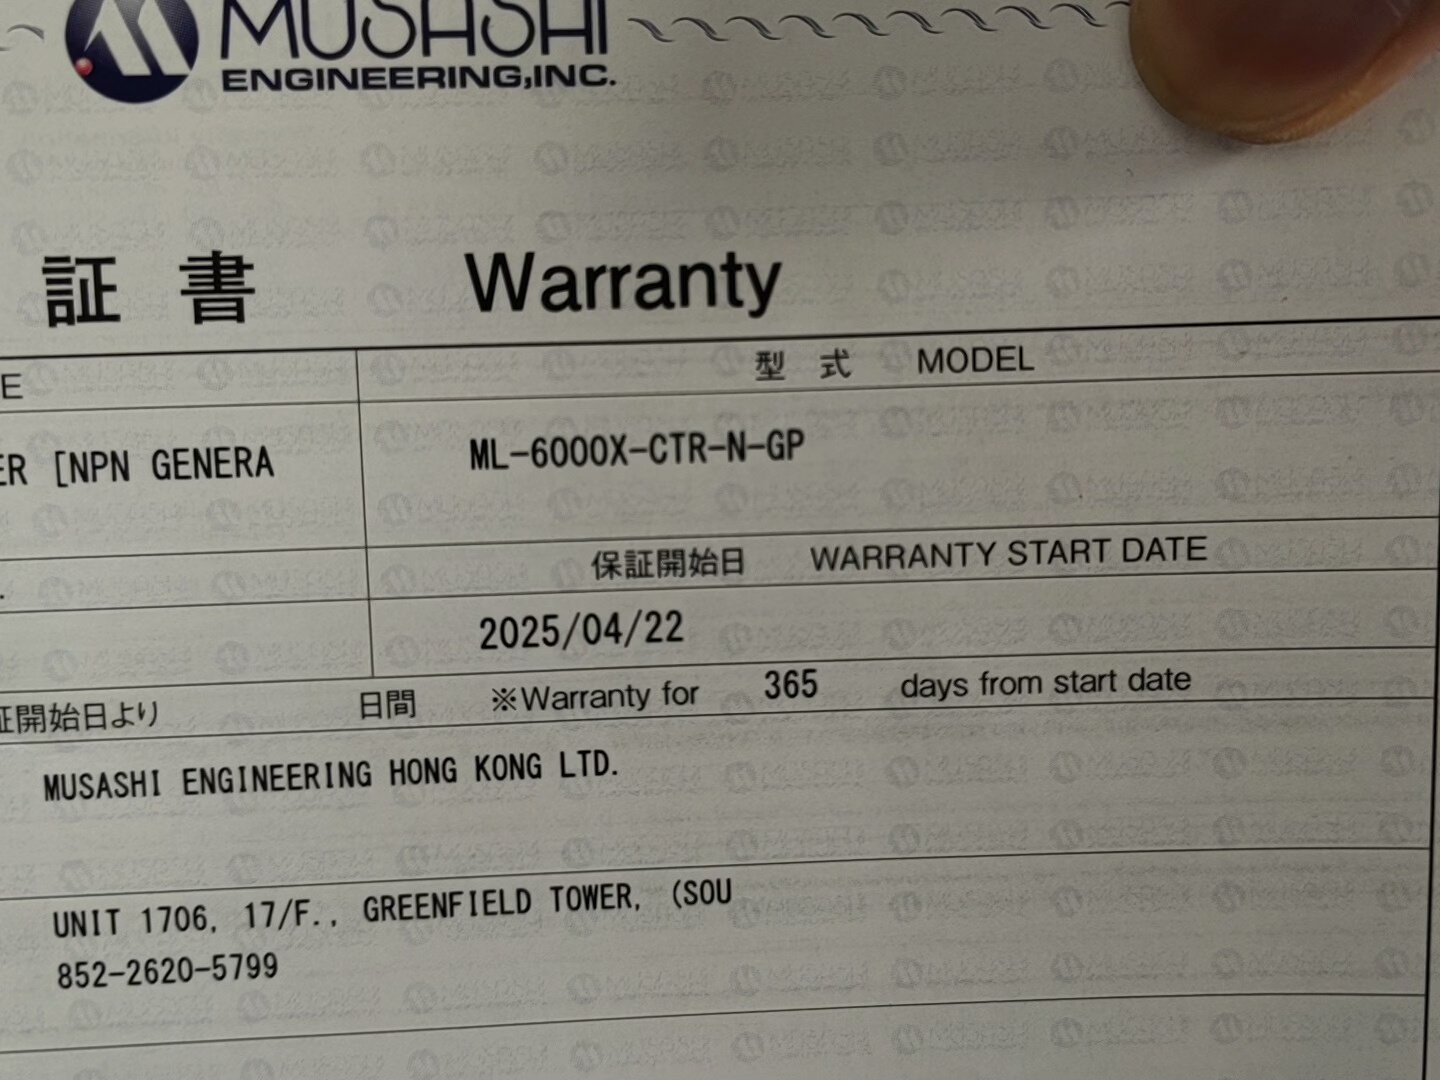 MUSASHI
ENGINEERING,INC.
証 書 Warranty
E
型 式 MODEL
ER [NPN GENERA
ML-6000X-CTR-N-GP
保証開始日 WARRANTY START DATE
2025/04/22
証開始日より 日間 ※Warranty for 365 days from start date
MUSASHI ENGINEERING HONG KONG LTD.
UNIT 1706, 17/F., GREENFIELD TOWER, (SOU
852-2620-5799